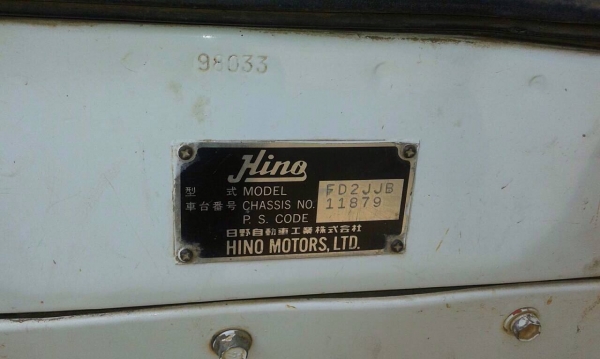 98033
Hino
型 式 MODEL FD2JJB
車台番号 CHASSIS NO. 11879
P. S. CODE
日野自動車工業株式会社
HINO MOTORS, LTD.